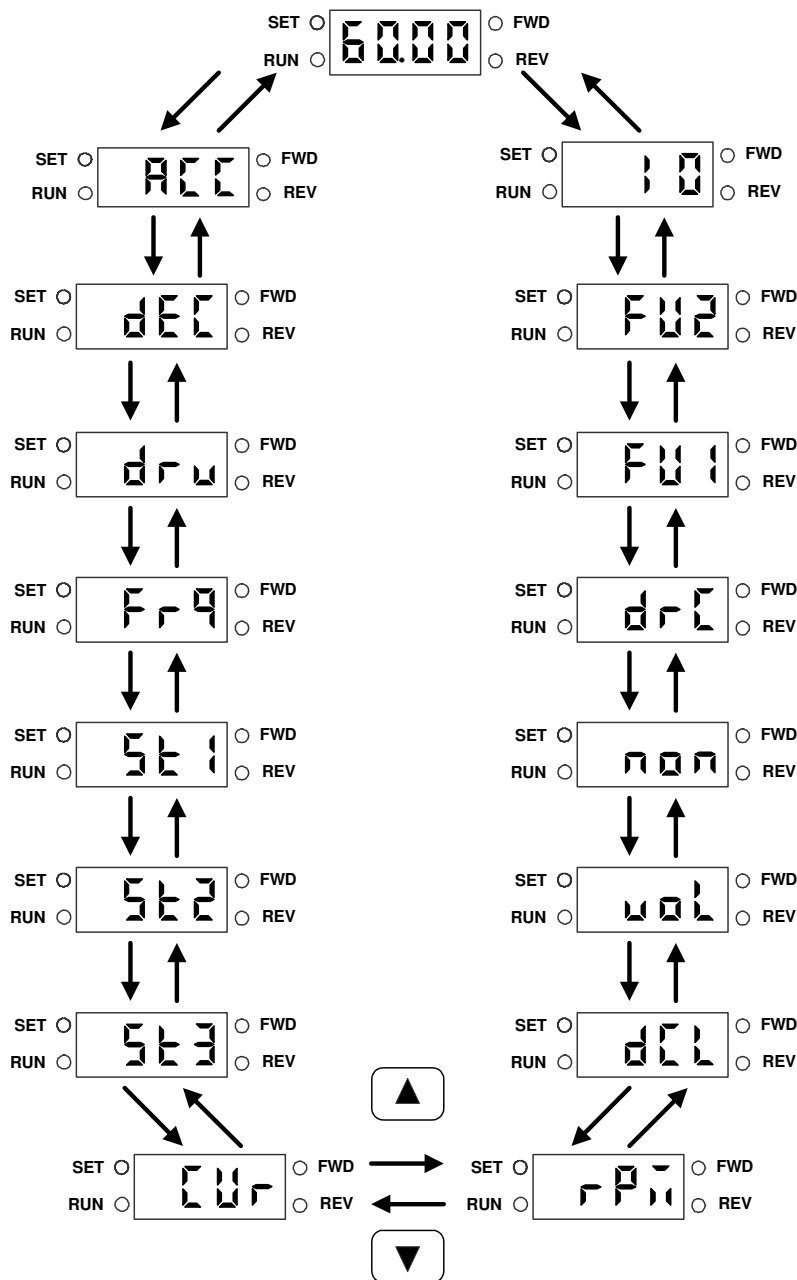 SET 60.00 FWD
RUN REV
SET ACC FWD
RUN REV
SET 10 FWD
RUN REV
SET dEC FWD
RUN REV
SET FU2 FWD
RUN REV
SET drv FWD
RUN REV
SET FU1 FWD
RUN REV
SET Frq FWD
RUN REV
SET drC FWD
RUN REV
SET St1 FWD
RUN REV
SET non FWD
RUN REV
SET St2 FWD
RUN REV
SET voL FWD
RUN REV
SET St3 FWD
RUN REV
SET dCL FWD
RUN REV
SET CUr FWD
RUN REV
SET rPM FWD
RUN REV